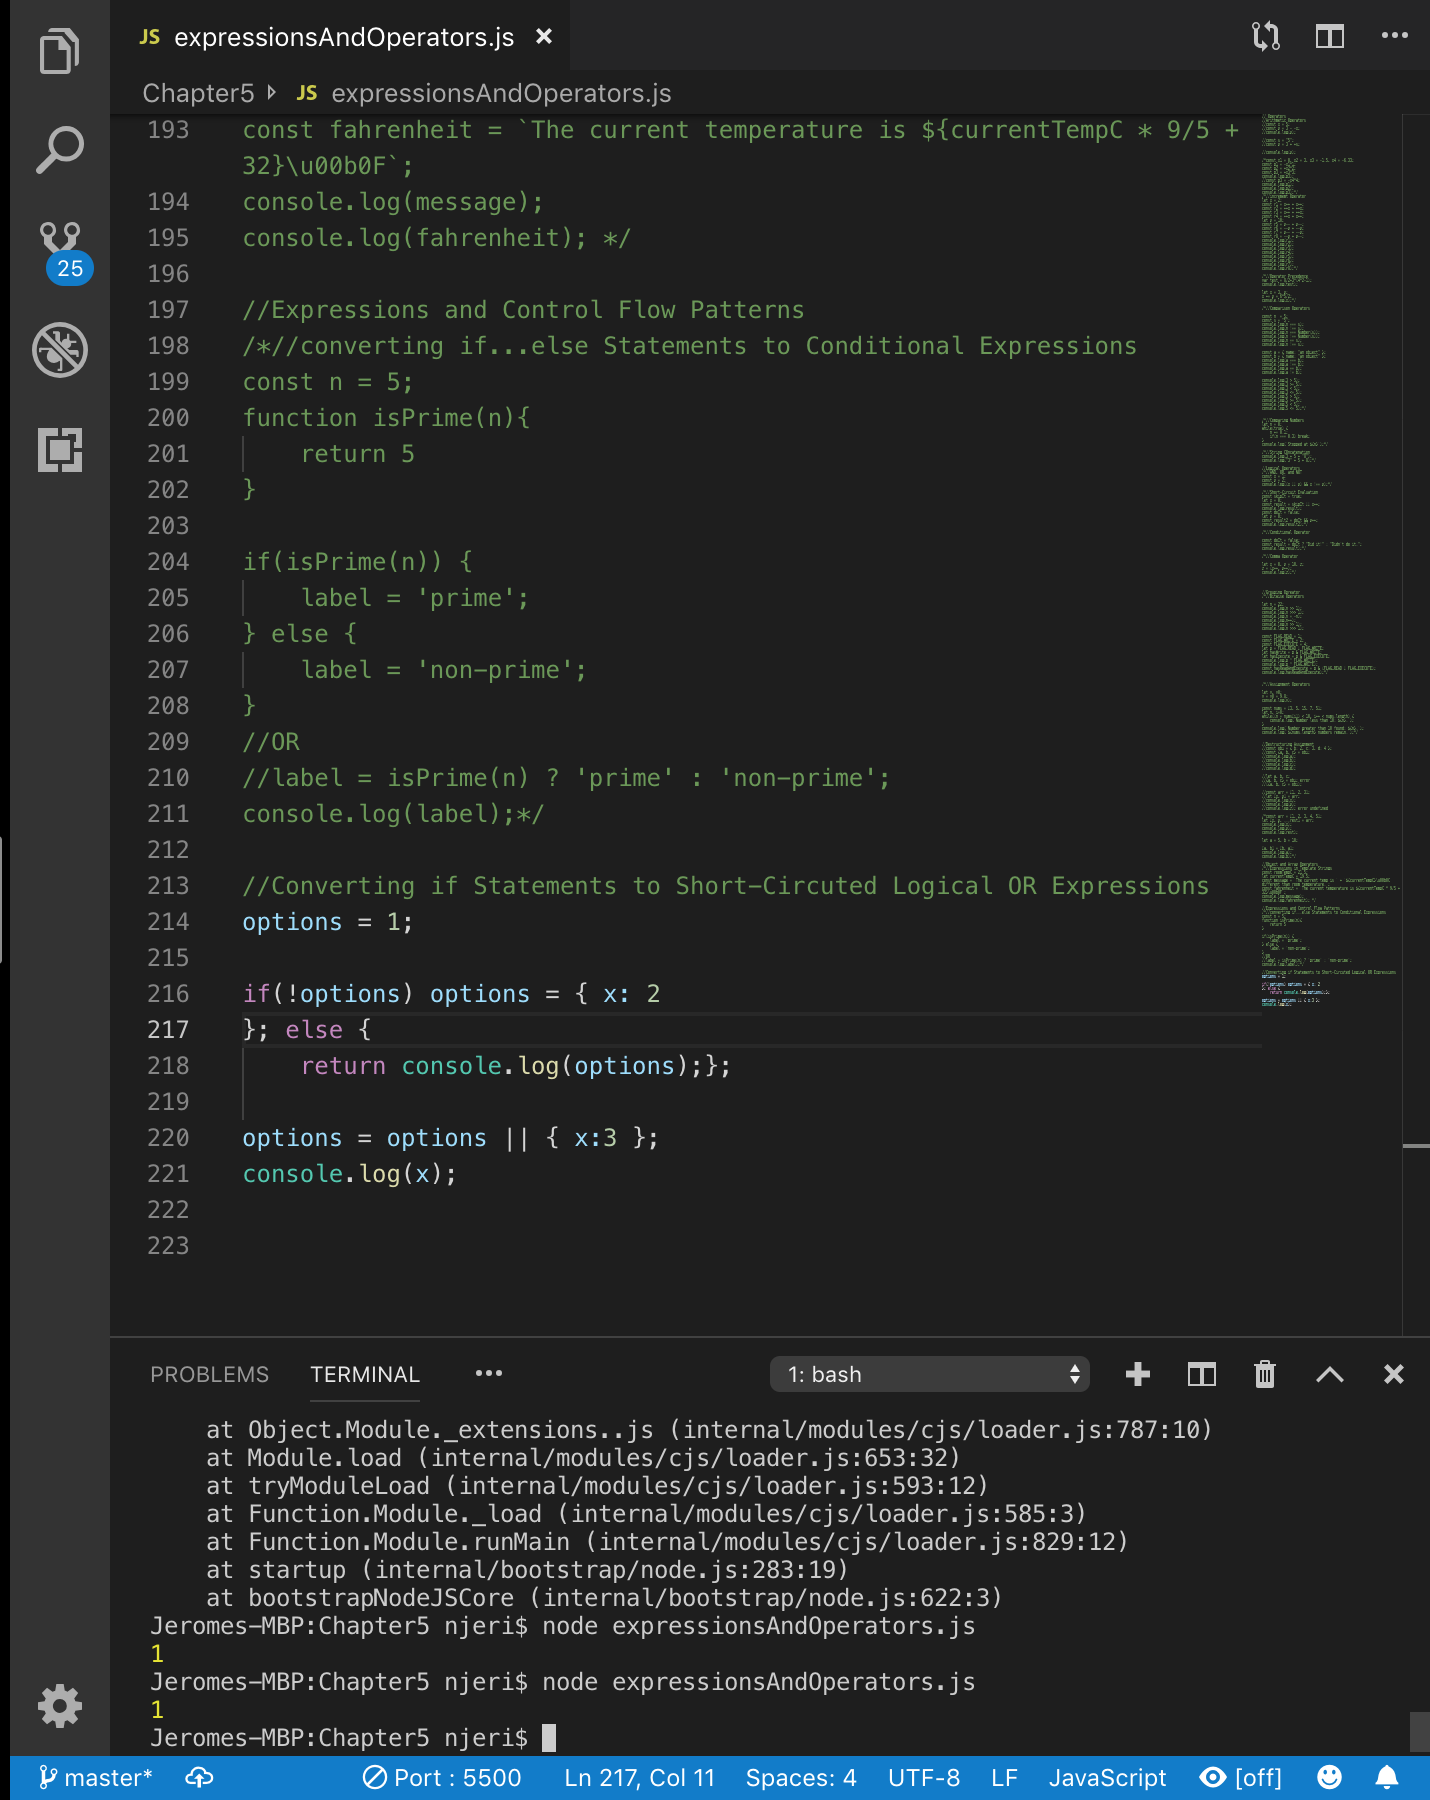 JS expressionsAndOperators.js ×
Chapter5 JS expressionsAndOperators.js
193 const fahrenheit = `The current temperature is ${currentTempC * 9/5 +
32}\u00b0F`;
194 console.log(message);
195 console.log(fahrenheit); */
196
197 //Expressions and Control Flow Patterns
198 /*//converting if...else Statements to Conditional Expressions
199 const n = 5;
200 function isPrime(n){
201     return 5
202 }
203
204 if(isPrime(n)) {
205     label = 'prime';
206 } else {
207     label = 'non-prime';
208 }
209 //OR
210 //label = isPrime(n) ? 'prime' : 'non-prime';
211 console.log(label);*/
212
213 //Converting if Statements to Short-Circuted Logical OR Expressions
214 options = 1;
215
216 if(!options) options = { x: 2
217 }; else {
218     return console.log(options);};
219
220 options = options || { x:3 };
221 console.log(x);
222
223
25
PROBLEMS TERMINAL ••• 1: bash
at Object.Module._extensions..js (internal/modules/cjs/loader.js:787:10)
at Module.load (internal/modules/cjs/loader.js:653:32)
at tryModuleLoad (internal/modules/cjs/loader.js:593:12)
at Function.Module._load (internal/modules/cjs/loader.js:585:3)
at Function.Module.runMain (internal/modules/cjs/loader.js:829:12)
at startup (internal/bootstrap/node.js:283:19)
at bootstrapNodeJSCore (internal/bootstrap/node.js:622:3)
Jeromes-MBP:Chapter5 njeri$ node expressionsAndOperators.js
1
Jeromes-MBP:Chapter5 njeri$ node expressionsAndOperators.js
1
Jeromes-MBP:Chapter5 njeri$
master* Port : 5500 Ln 217, Col 11 Spaces: 4 UTF-8 LF JavaScript [off]